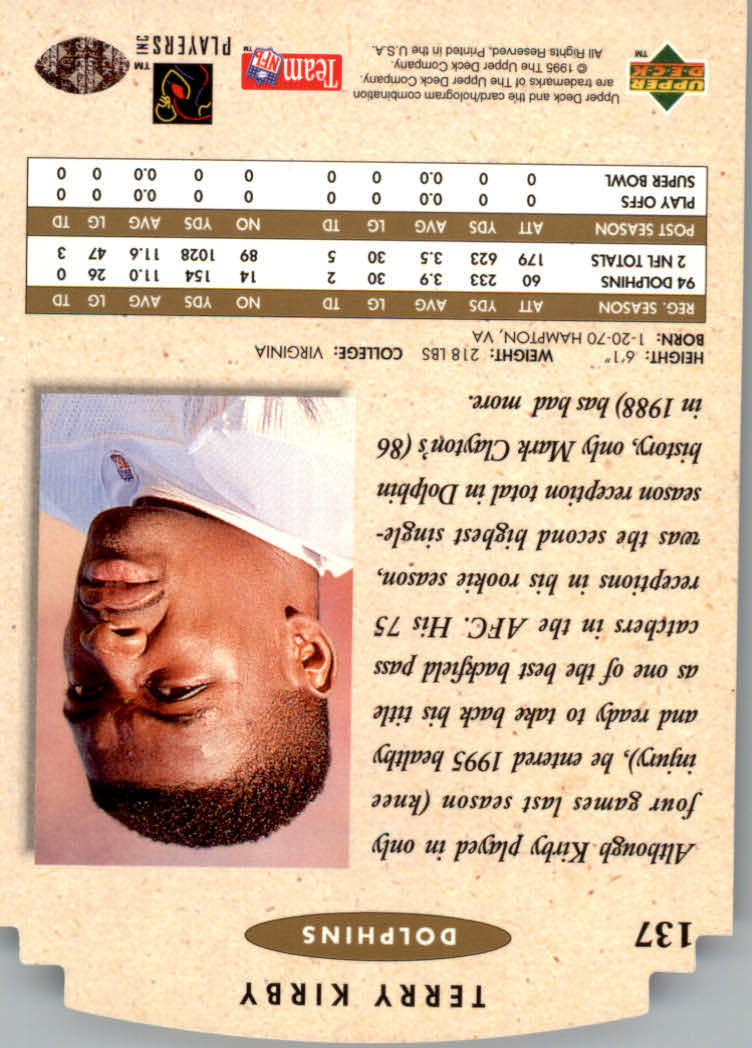 TERRY KIRBY
137
DOLPHINS
Although Kirby played in only
four games last season (knee
injury), he entered 1995 healthy
and ready to take back his title
as one of the best backfield pass
catchers in the AFC. His 75
receptions in his rookie season,
was the second highest single-
season reception total in Dolphin
history, only, Mark Clayton's (86
in 1988) has had more.
HEIGHT: 6'1" WEIGHT: 218 LBS COLLEGE: VIRGINIA
BORN: 1-20-70 HAMPTON, VA
REG. SEASON ATT YDS AVG LG TD NO YDS AVG LG TD
94 DOLPHINS 60 233 3.9 30 2 14 154 11.0 26 0
2 NFL TOTALS 179 623 3.5 30 5 89 1028 11.6 47 3
POST SEASON ATT YDS AVG LG TD NO YDS AVG LG TD
PLAY OFFS 0 0 0.0 0 0 0 0 0.0 0 0
SUPER BOWL 0 0 0.0 0 0 0 0 0.0 0 0
UPPER DECK ™
Upper Deck and the card/hologram combination
are trademarks of The Upper Deck Company.
© 1995 The Upper Deck Company.
All Rights Reserved. Printed in the U.S.A.
Team NFL ™
PLAYERS INC ™